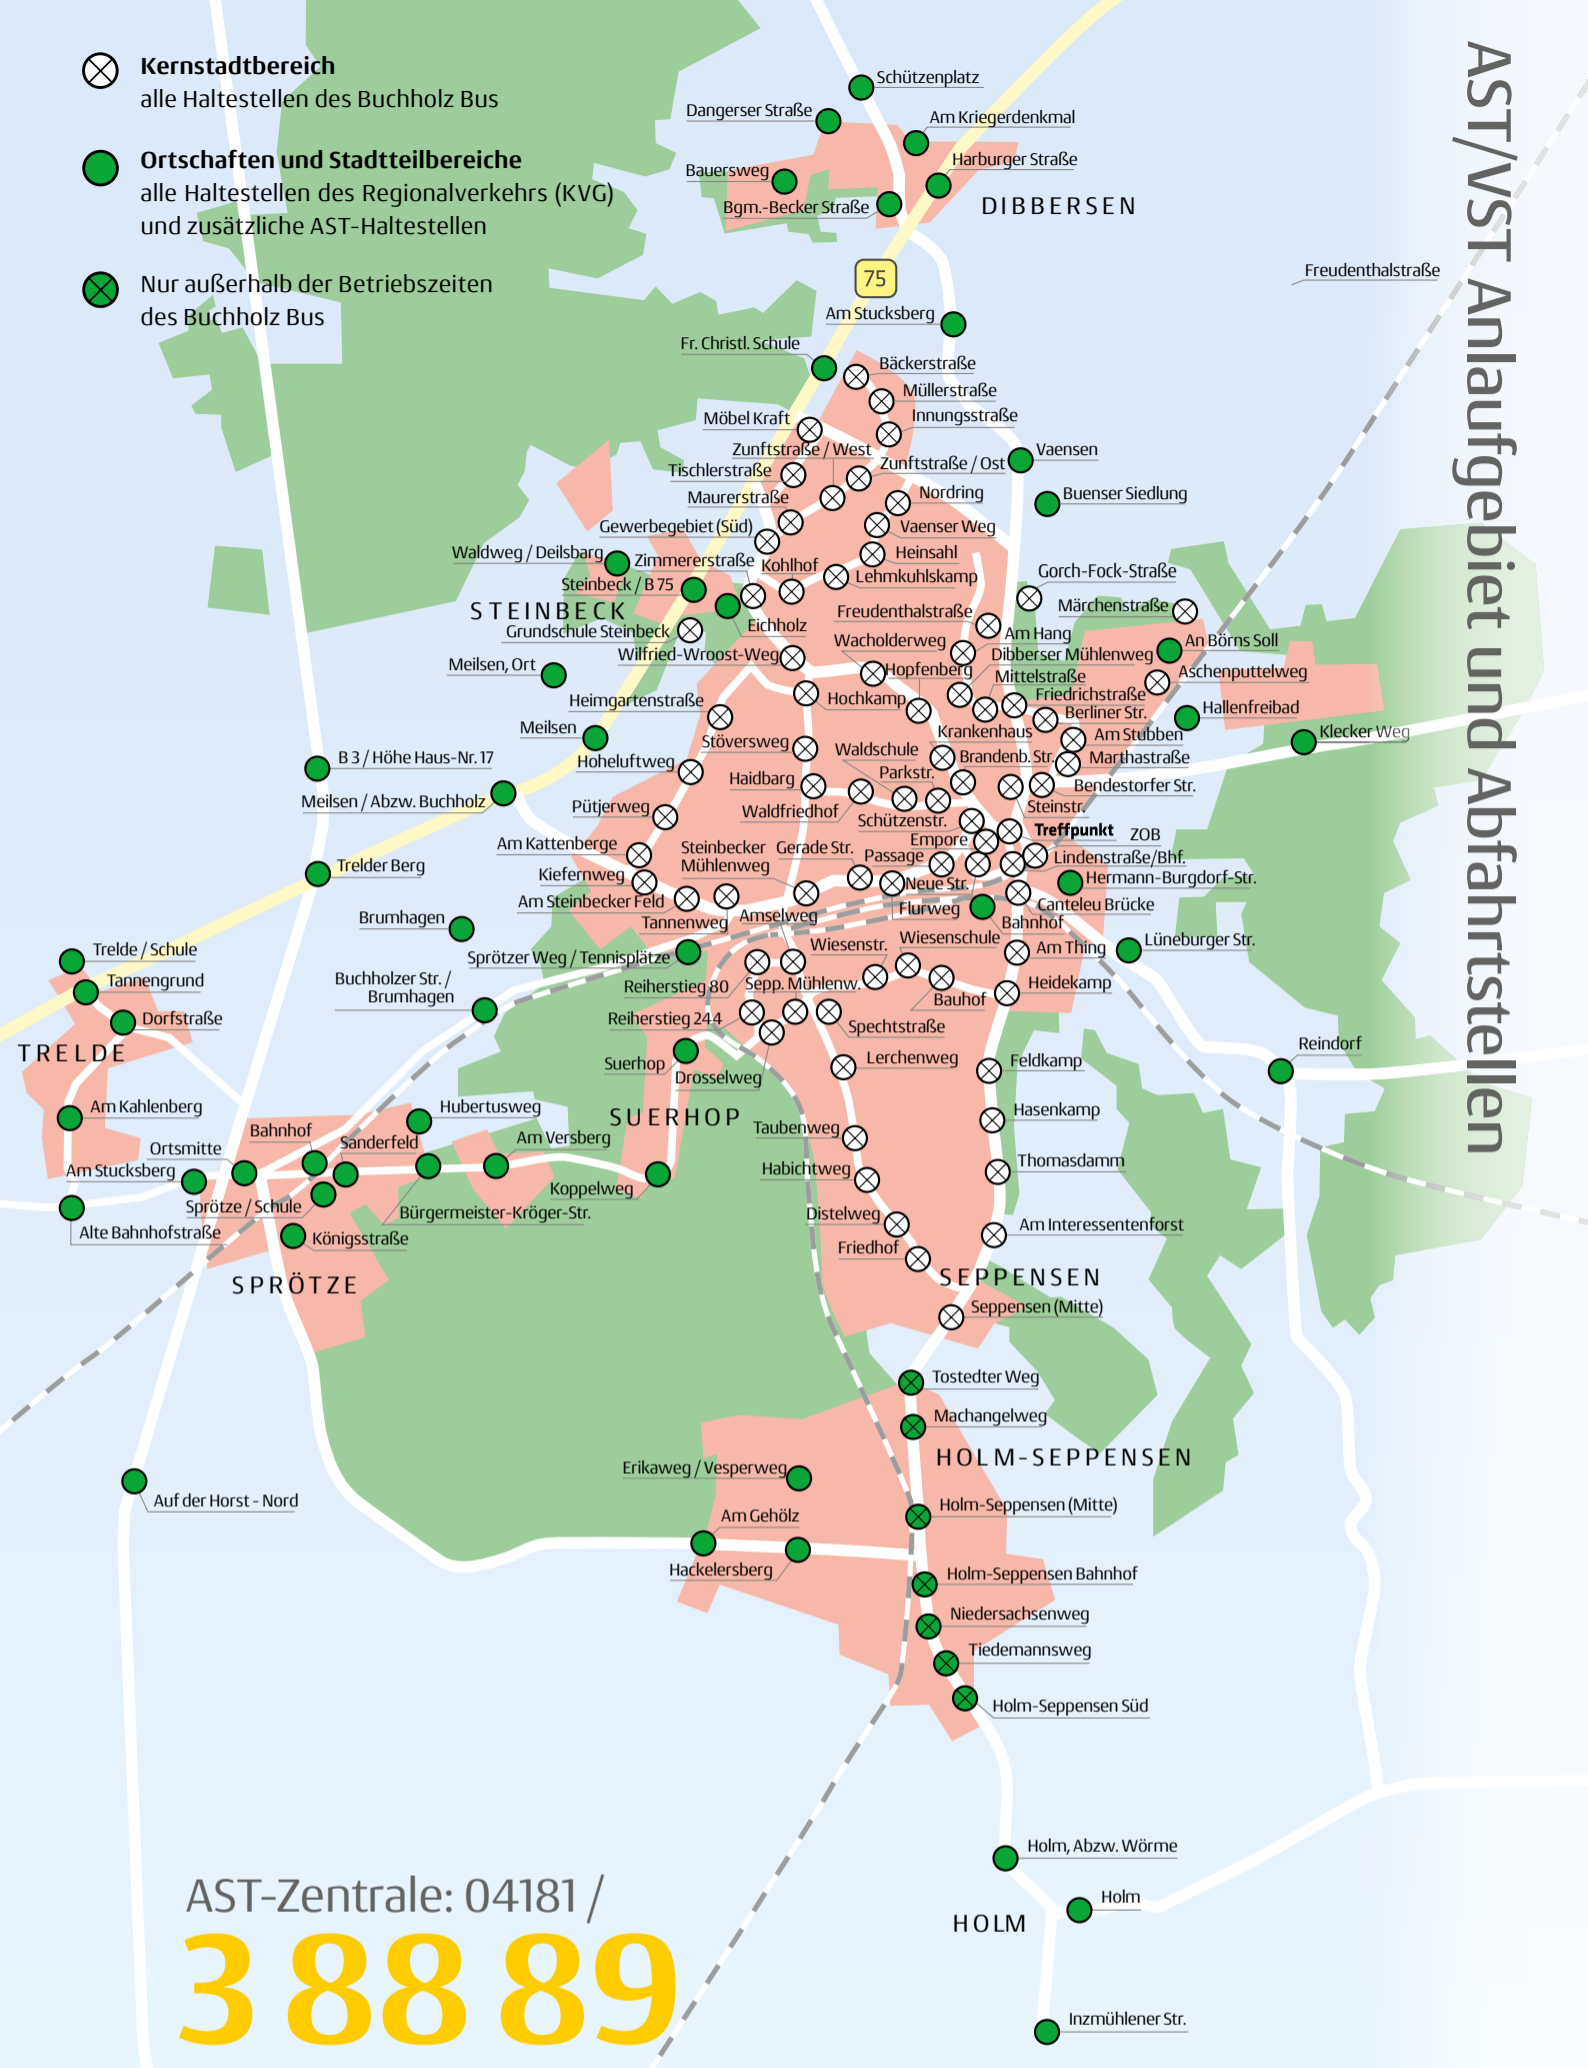 Kernstadtbereich
alle Haltestellen des Buchholz Bus
Ortschaften und Stadtteilbereiche
alle Haltestellen des Regionalverkehrs (KVG)
und zusätzliche AST-Haltestellen
Nur außerhalb der Betriebszeiten
des Buchholz Bus
AST/VST Anlaufgebiet und Abfahrtstellen
Schützenplatz
Dangerser Straße
Am Kriegerdenkmal
Harburger Straße
Bauersweg
Bgm.-Becker Straße
DIBBERSEN
75
Freudenthalstraße
Am Stucksberg
Fr. Christl. Schule
Bäckerstraße
Müllerstraße
Möbel Kraft
Innungsstraße
Zunftstraße / West
Vaensen
Tischlerstraße
Zunftstraße / Ost
Maurerstraße
Nordring
Buenser Siedlung
Gewerbegebiet (Süd)
Vaenser Weg
Waldweg / Deilsbarg
Zimmererstraße
Kohlhof
Heinsahl
Steinbeck / B 75
Lehmkuhlskamp
Gorch-Fock-Straße
STEINBECK
Märchenstraße
Grundschule Steinbeck
Eichholz
Freudenthalstraße
Am Hang
An Börns Soll
Wilfried-Wroost-Weg
Wacholderweg
Dibberser Mühlenweg
Meilsen, Ort
Hopfenberg
Mittelstraße
Aschenputtelweg
Heimgartenstraße
Hochkamp
Friedrichstraße
Hallenfreibad
Berliner Str.
Meilsen
Krankenhaus
Am Stubben
Klecker Weg
Stöversweg
Waldschule
Brandenb. Str.
Marthastraße
B 3 / Höhe Haus-Nr. 17
Hoheluftweg
Haidbarg
Parkstr.
Bendestorfer Str.
Meilsen / Abzw. Buchholz
Pütjerweg
Waldfriedhof
Schützenstr.
Steinstr.
Treffpunkt
ZOB
Am Kattenberge
Steinbecker
Mühlenweg
Gerade Str.
Empore
Passage
Lindenstraße/Bhf.
Trelder Berg
Kiefernweg
Neue Str.
Hermann-Burgdorf-Str.
Am Steinbecker Feld
Flurweg
Canteleu Brücke
Brumhagen
Tannenweg
Amselweg
Bahnhof
Trelde / Schule
Sprötzer Weg / Tennisplätze
Wiesenstr.
Wiesenschule
Am Thing
Lüneburger Str.
Tannengrund
Buchholzer Str. /
Brumhagen
Reiherstieg 80
Sepp. Mühlenw.
Bauhof
Heidekamp
Dorfstraße
Reiherstieg 244
Spechtstraße
TRELDE
Suerhop
Drosselweg
Lerchenweg
Feldkamp
Reindorf
Am Kahlenberg
Hubertusweg
SUERHOP
Hasenkamp
Bahnhof
Sanderfeld
Am Versberg
Taubenweg
Ortsmitte
Am Stucksberg
Habichtweg
Thomasdamm
Koppelweg
Sprötze / Schule
Bürgermeister-Kröger-Str.
Distelweg
Am Interessentenforst
Alte Bahnhofstraße
Königsstraße
Friedhof
SPRÖTZE
SEPPENSEN
Seppensen (Mitte)
Tostedter Weg
Machangelweg
HOLM-SEPPENSEN
Erikaweg / Vesperweg
Auf der Horst - Nord
Am Gehölz
Holm-Seppensen (Mitte)
Hackelersberg
Holm-Seppensen Bahnhof
Niedersachsenweg
Tiedemannsweg
Holm-Seppensen Süd
Holm, Abzw. Wörme
Holm
HOLM
Inzmühlener Str.
AST-Zentrale: 04181 /
3 88 89